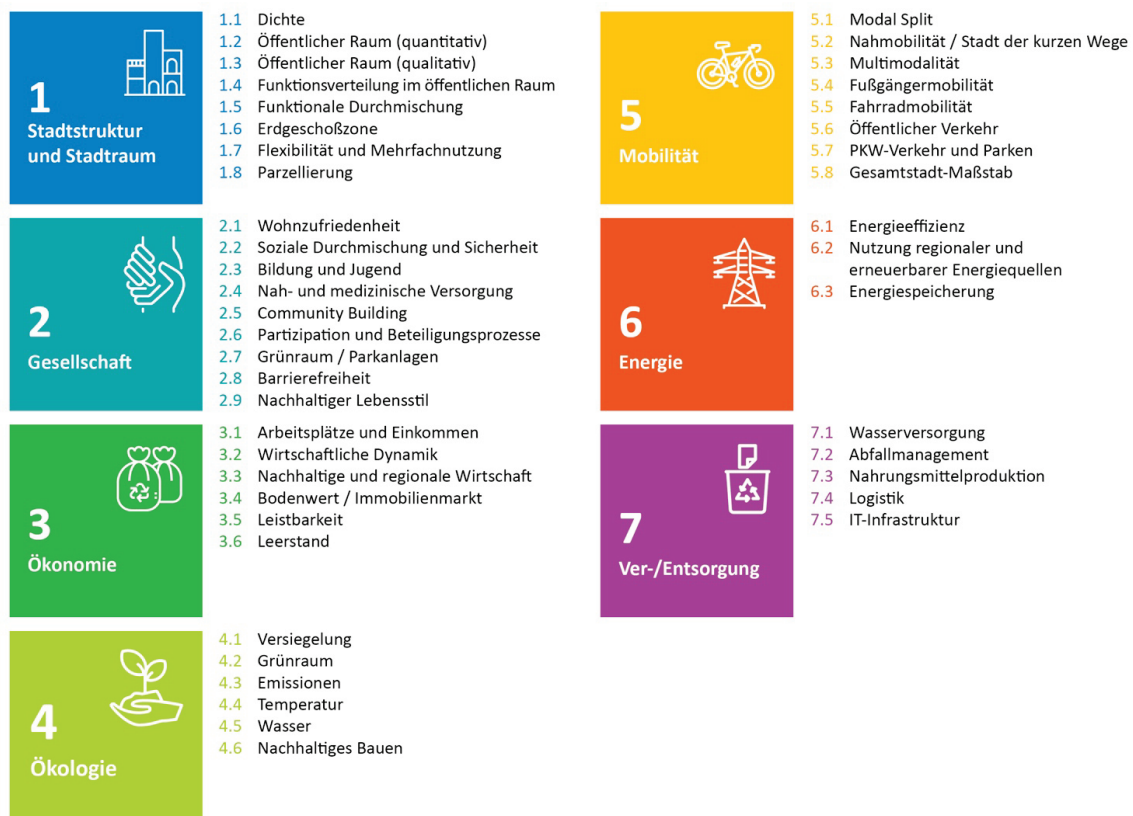 1
Stadtstruktur
und Stadtraum
1.1 Dichte
1.2 Öffentlicher Raum (quantitativ)
1.3 Öffentlicher Raum (qualitativ)
1.4 Funktionsverteilung im öffentlichen Raum
1.5 Funktionale Durchmischung
1.6 Erdgeschoßzone
1.7 Flexibilität und Mehrfachnutzung
1.8 Parzellierung
2
Gesellschaft
2.1 Wohnzufriedenheit
2.2 Soziale Durchmischung und Sicherheit
2.3 Bildung und Jugend
2.4 Nah- und medizinische Versorgung
2.5 Community Building
2.6 Partizipation und Beteiligungsprozesse
2.7 Grünraum / Parkanlagen
2.8 Barrierefreiheit
2.9 Nachhaltiger Lebensstil
3
Ökonomie
3.1 Arbeitsplätze und Einkommen
3.2 Wirtschaftliche Dynamik
3.3 Nachhaltige und regionale Wirtschaft
3.4 Bodenwert / Immobilienmarkt
3.5 Leistbarkeit
3.6 Leerstand
4
Ökologie
4.1 Versiegelung
4.2 Grünraum
4.3 Emissionen
4.4 Temperatur
4.5 Wasser
4.6 Nachhaltiges Bauen
5
Mobilität
5.1 Modal Split
5.2 Nahmobilität / Stadt der kurzen Wege
5.3 Multimodalität
5.4 Fußgängermobilität
5.5 Fahrradmobilität
5.6 Öffentlicher Verkehr
5.7 PKW-Verkehr und Parken
5.8 Gesamtstadt-Maßstab
6
Energie
6.1 Energieeffizienz
6.2 Nutzung regionaler und
erneuerbarer Energiequellen
6.3 Energiespeicherung
7
Ver-/Entsorgung
7.1 Wasserversorgung
7.2 Abfallmanagement
7.3 Nahrungsmittelproduktion
7.4 Logistik
7.5 IT-Infrastruktur